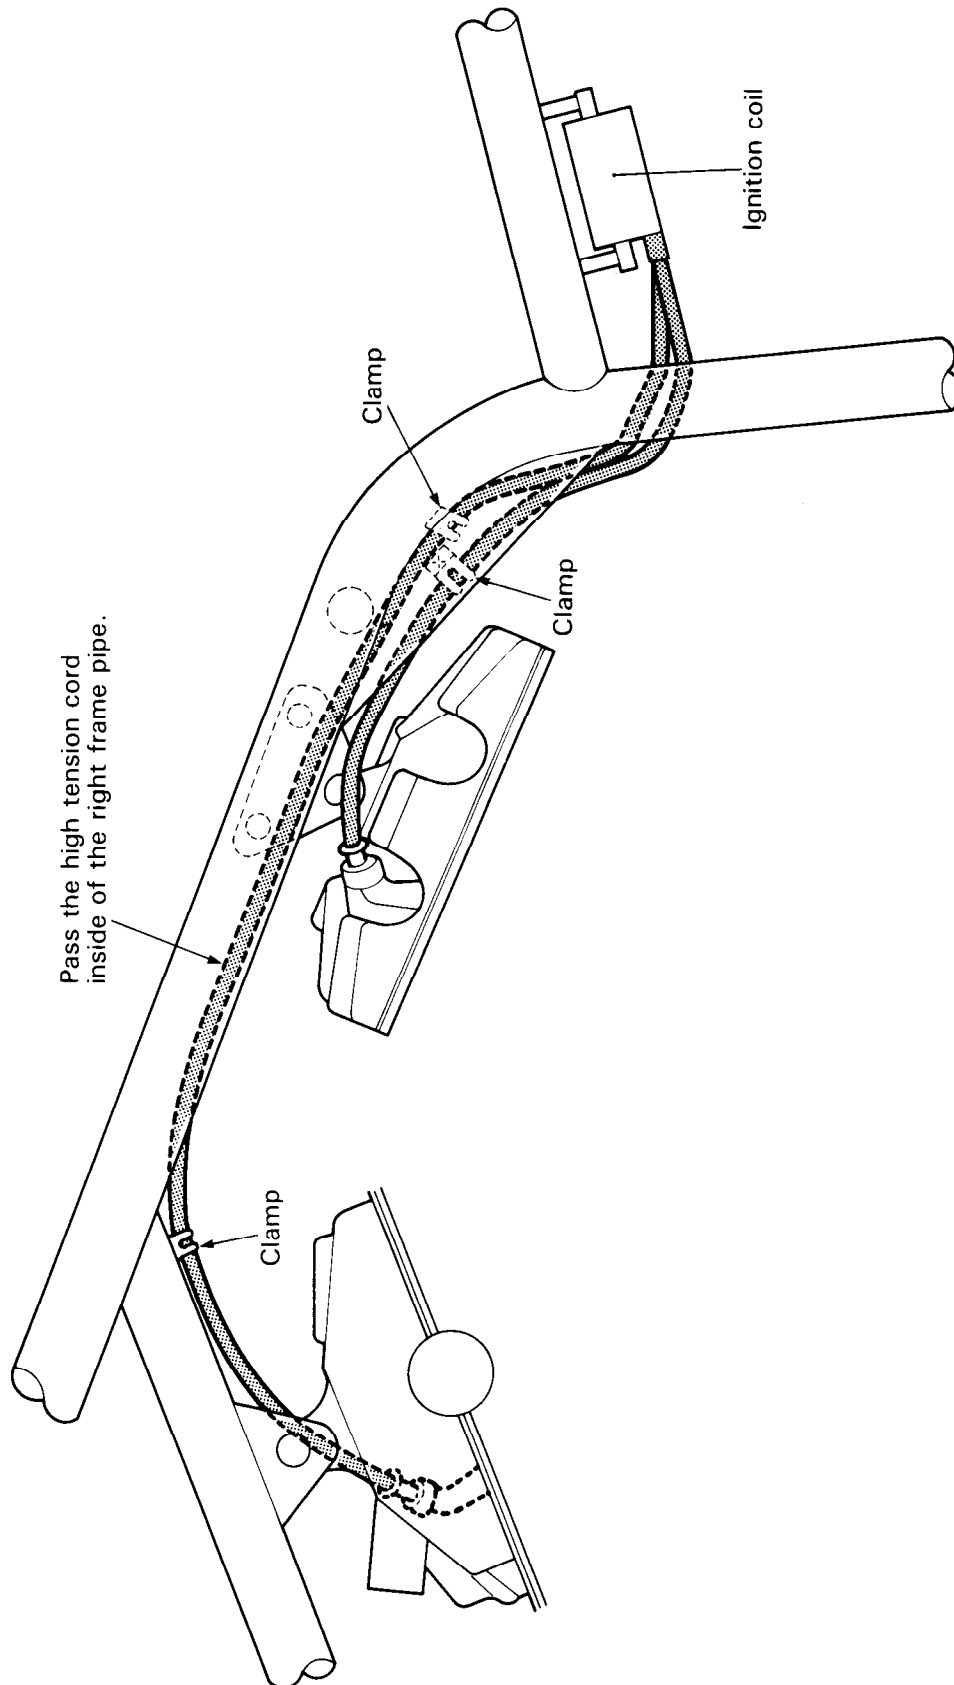 Pass the high tension cord
inside of the right frame pipe.
Clamp
Clamp
Clamp
Ignition coil